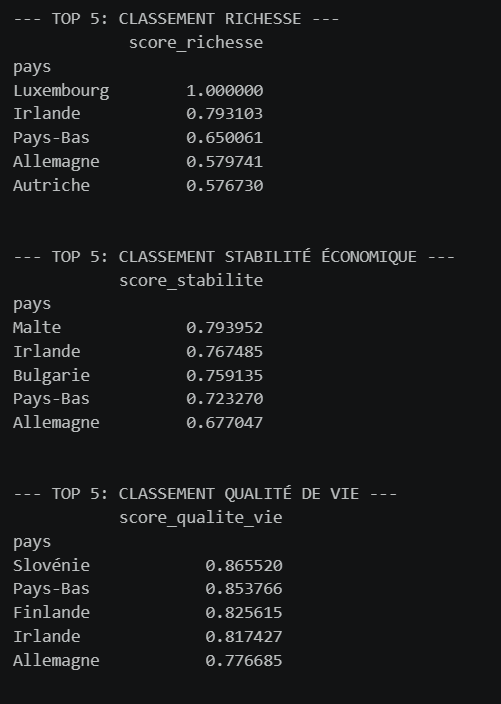 --- TOP 5: CLASSEMENT RICHESSE ---
score_richesse
pays
Luxembourg 1.000000
Irlande 0.793103
Pays-Bas 0.650061
Allemagne 0.579741
Autriche 0.576730
--- TOP 5: CLASSEMENT STABILITÉ ÉCONOMIQUE ---
score_stabilite
pays
Malte 0.793952
Irlande 0.767485
Bulgarie 0.759135
Pays-Bas 0.723270
Allemagne 0.677047
--- TOP 5: CLASSEMENT QUALITÉ DE VIE ---
score_qualite_vie
pays
Slovénie 0.865520
Pays-Bas 0.853766
Finlande 0.825615
Irlande 0.817427
Allemagne 0.776685